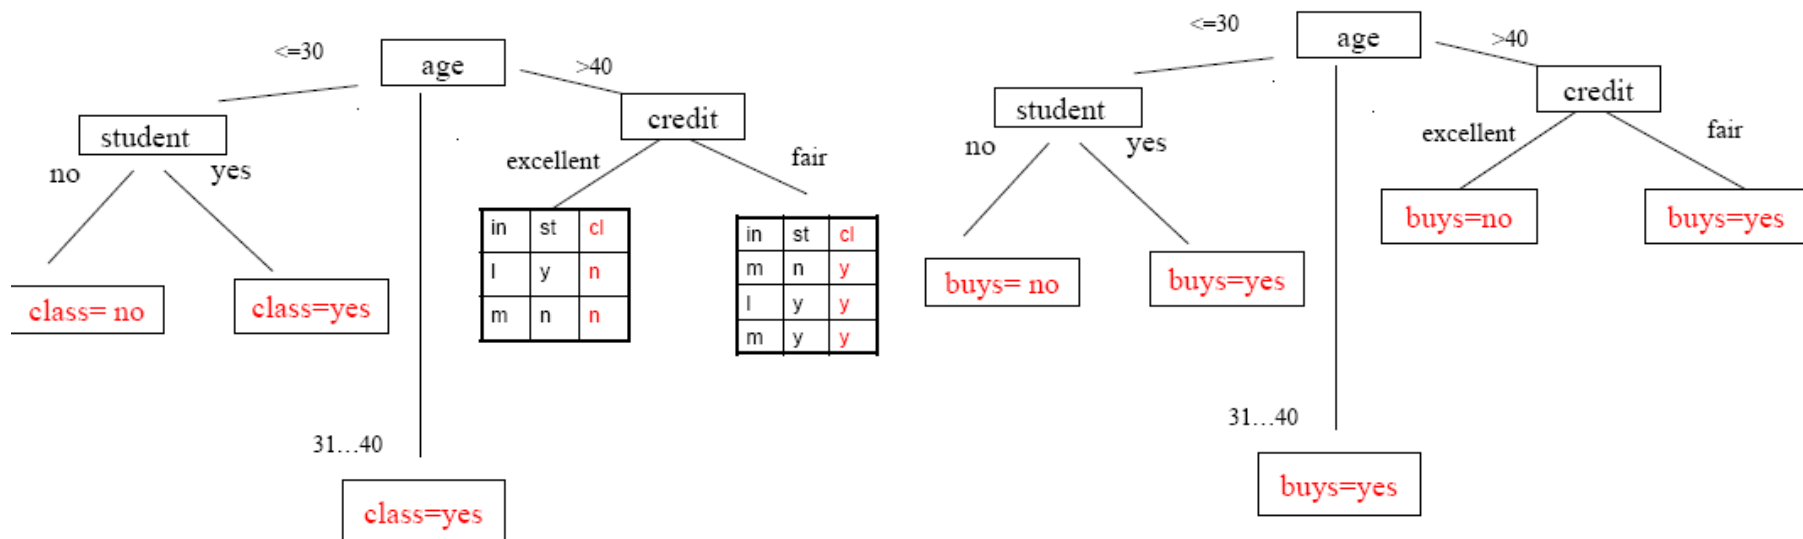 <=30
age
>40
student
credit
no
yes
excellent
fair
in st cl
l y n
m n n
in st cl
m n y
l y y
m y y
class= no
class=yes
31...40
class=yes
<=30
age
>40
student
credit
no
yes
excellent
fair
buys=no
buys=yes
buys= no
buys=yes
31...40
buys=yes